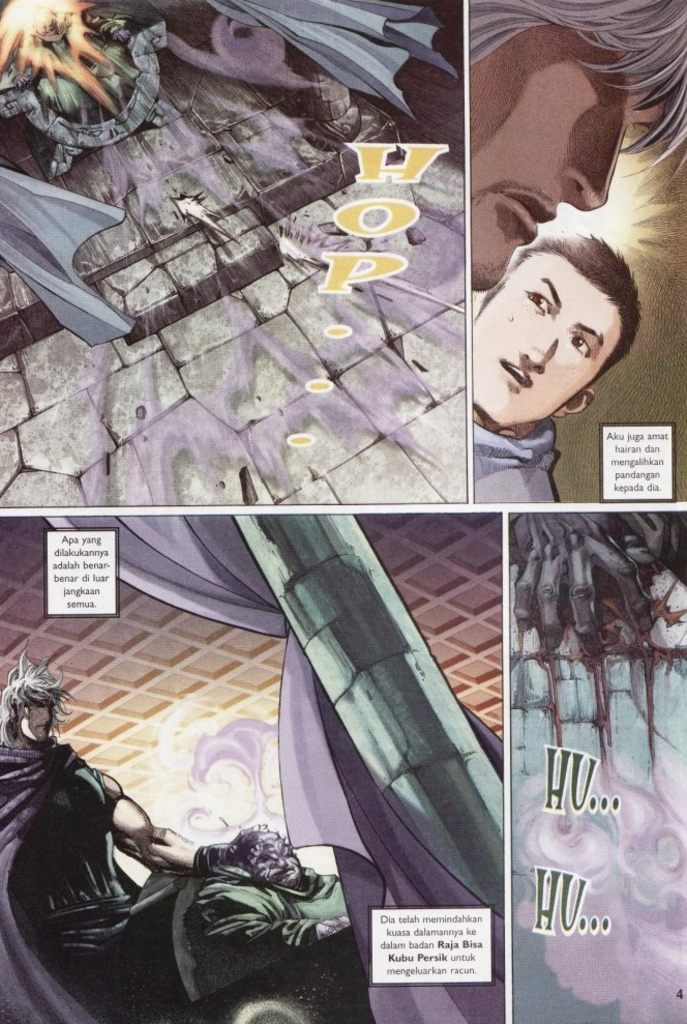 HOP...
Aku juga amat
hairan dan
mengalihkan
pandangan
kepada dia.
Apa yang
dilakukannya
adalah benar-
benar di luar
jangkaan
semua.
Dia telah memindahkan
kuasa dalamannya ke
dalam badan Raja Bisa
Kubu Persik untuk
mengeluarkan racun.
HU...
HU...
4